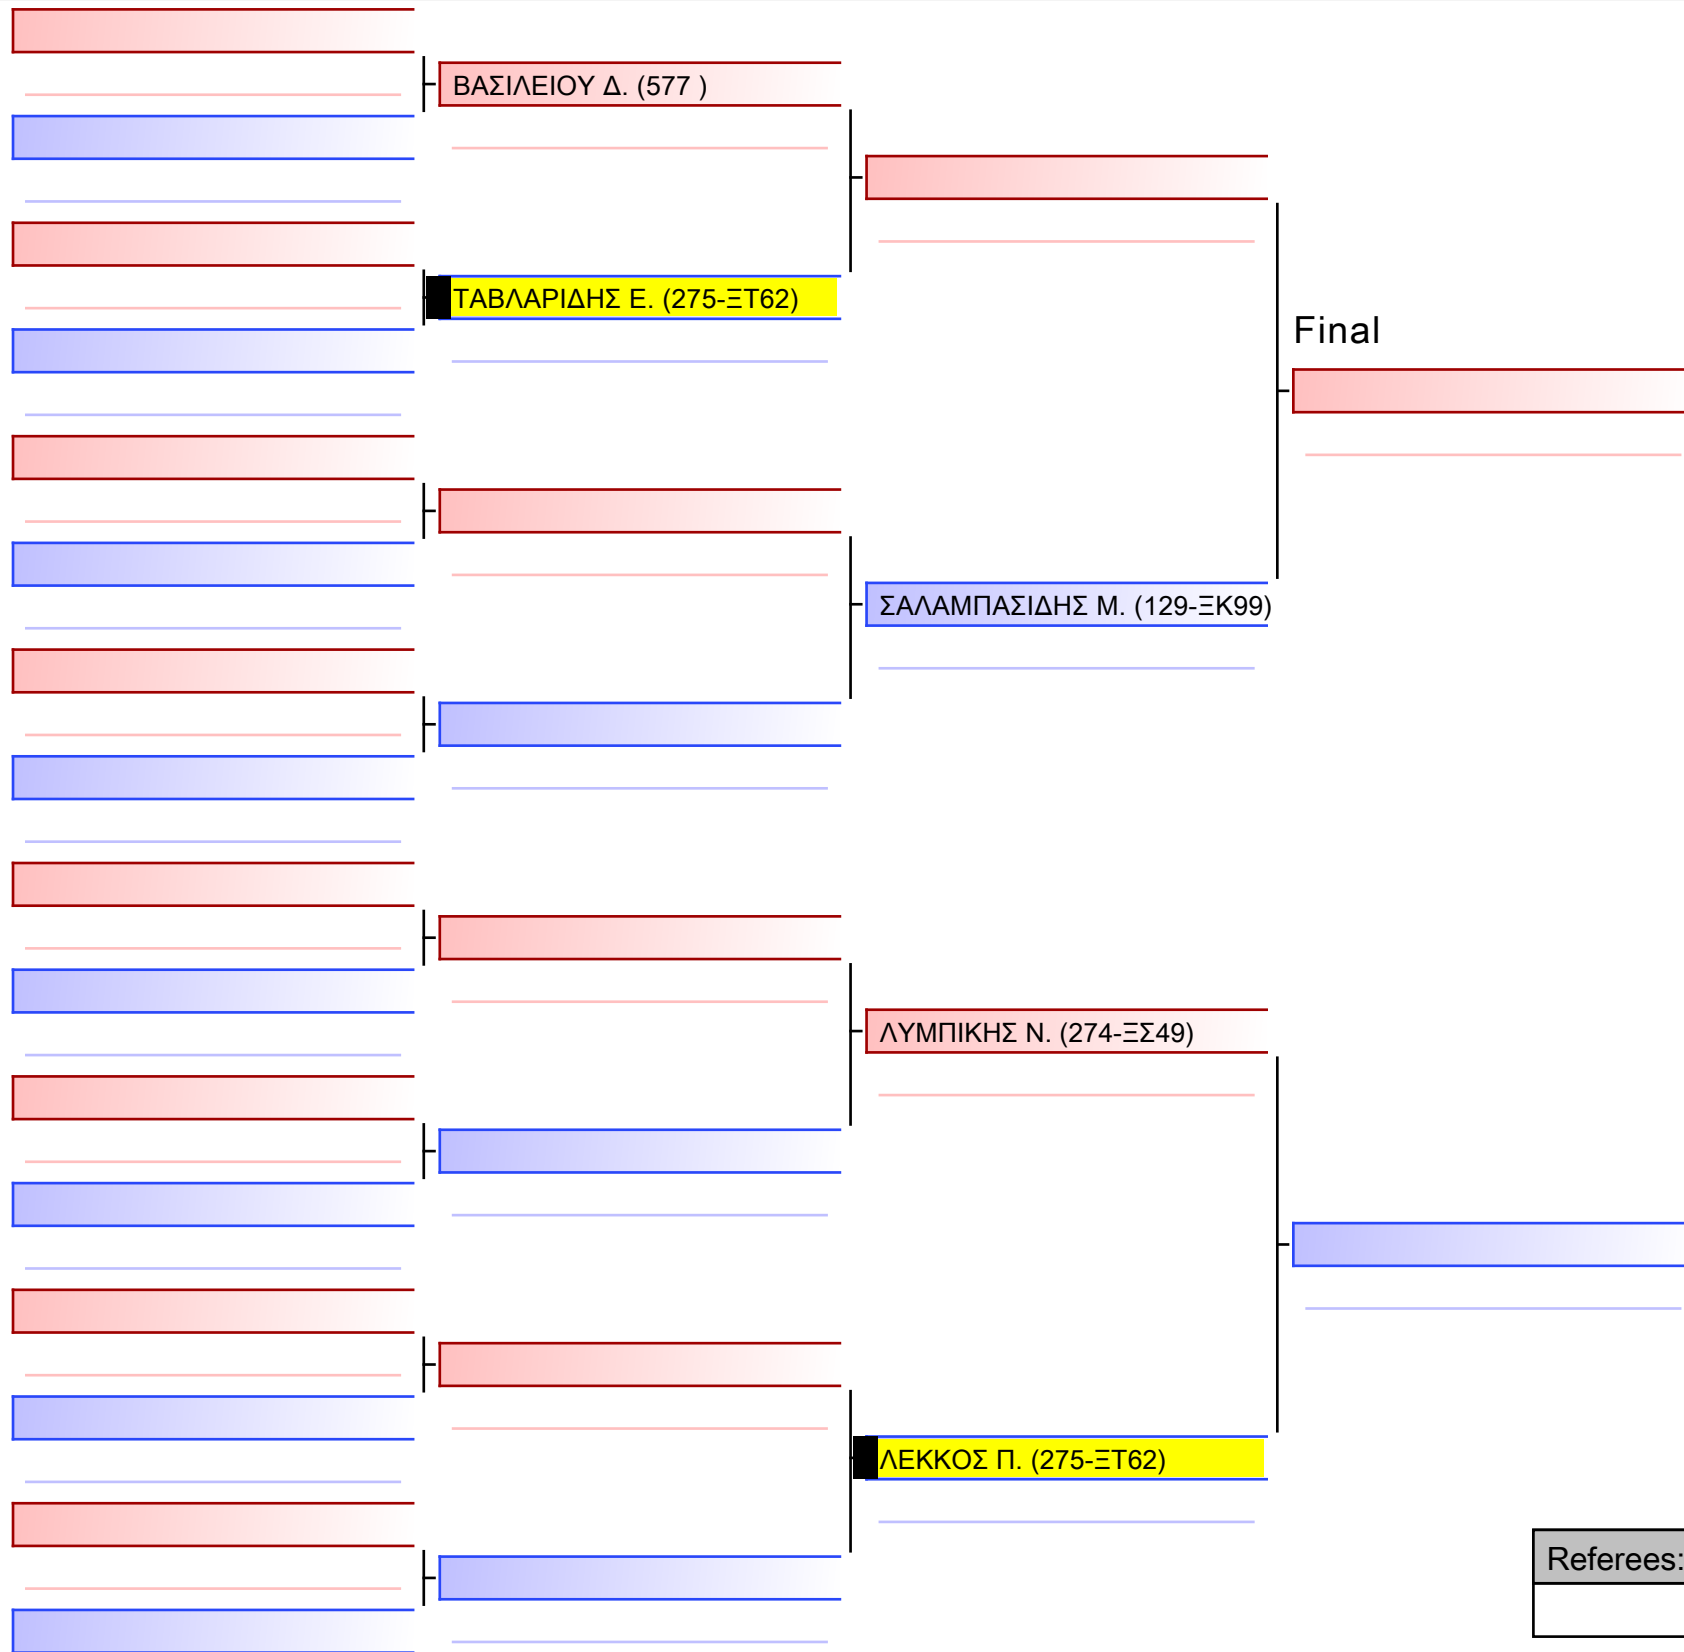 ΒΑΣΙΛΕΙΟΥ Δ. (577 )
ΤΑΒΛΑΡΙΔΗΣ Ε. (275-ΞΤ62)
Final
ΣΑΛΑΜΠΑΣΙΔΗΣ Μ. (129-ΞΚ99)
ΛΥΜΠΙΚΗΣ Ν. (274-ΞΣ49)
ΛΕΚΚΟΣ Π. (275-ΞΤ62)
Referees: